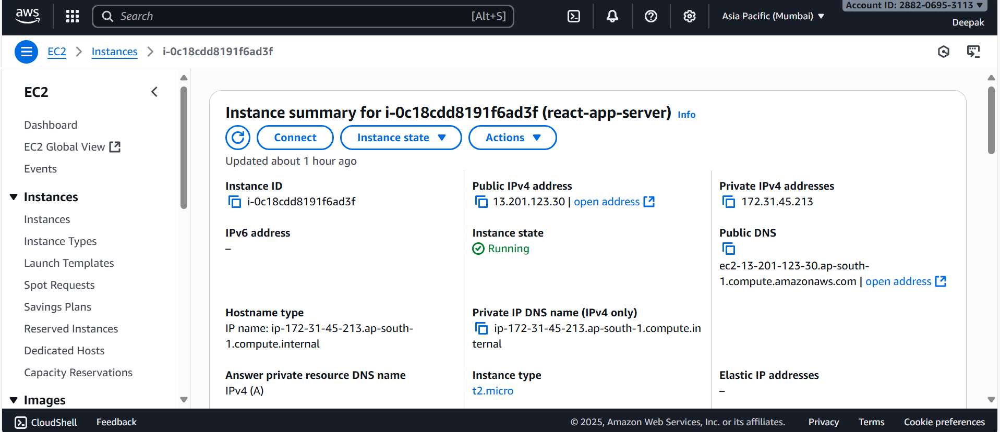 aws
Search [Alt+S]
Asia Pacific (Mumbai)
Account ID: 2882-0695-3113
Deepak
EC2
Instances
i-0c18cdd8191f6ad3f
EC2
Dashboard
EC2 Global View
Events
Instances
Instances
Instance Types
Launch Templates
Spot Requests
Savings Plans
Reserved Instances
Dedicated Hosts
Capacity Reservations
Images
Instance summary for i-0c18cdd8191f6ad3f (react-app-server) Info
Connect
Instance state
Actions
Updated about 1 hour ago
Instance ID
i-0c18cdd8191f6ad3f
Public IPv4 address
13.201.123.30 | open address
Private IPv4 addresses
172.31.45.213
IPv6 address
–
Instance state
Running
Public DNS
ec2-13-201-123-30.ap-south-
1.compute.amazonaws.com | open address
Hostname type
IP name: ip-172-31-45-213.ap-south-
1.compute.internal
Private IP DNS name (IPv4 only)
ip-172-31-45-213.ap-south-1.compute.in
ternal
Answer private resource DNS name
IPv4 (A)
Instance type
t2.micro
Elastic IP addresses
–
CloudShell
Feedback
© 2025, Amazon Web Services, Inc. or its affiliates.
Privacy
Terms
Cookie preferences